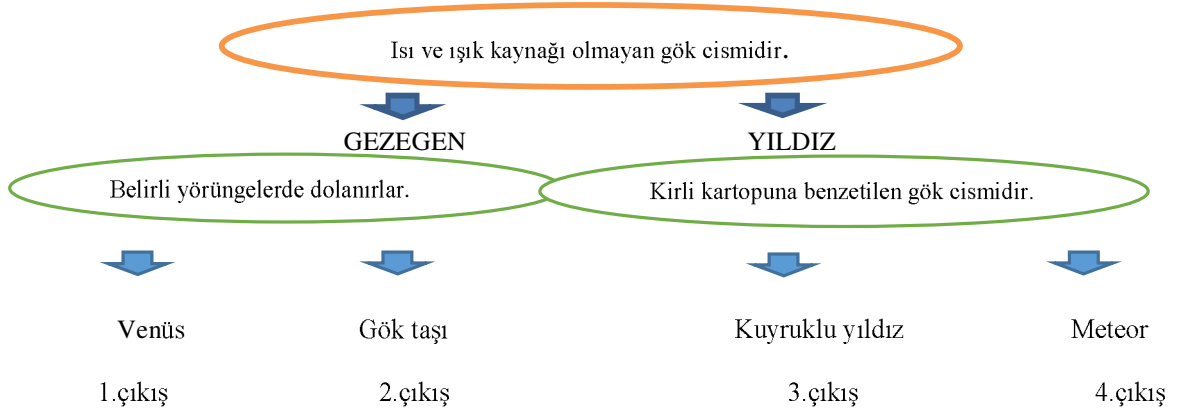 Isı ve ışık kaynağı olmayan gök cismidir.
GEZEGEN YILDIZ
Belirli yörüngelerde dolanırlar. Kirli kartopuna benzetilen gök cismidir.
Venüs Gök taşı Kuyruklu yıldız Meteor
1.çıkış 2.çıkış 3.çıkış 4.çıkış